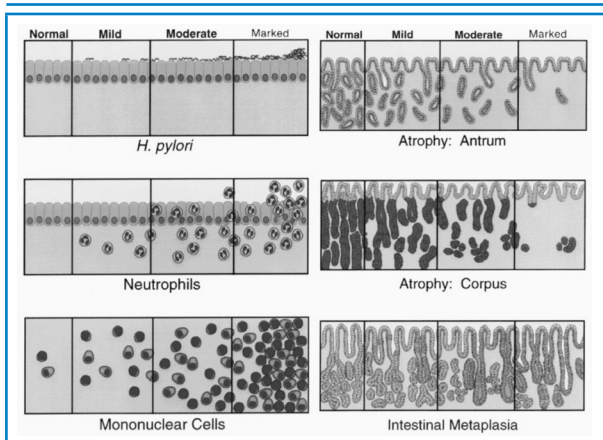 Normal Mild Moderate Marked
H. pylori
Neutrophils
Mononuclear Cells
Normal Mild Moderate Marked
Atrophy: Antrum
Atrophy: Corpus
Intestinal Metaplasia